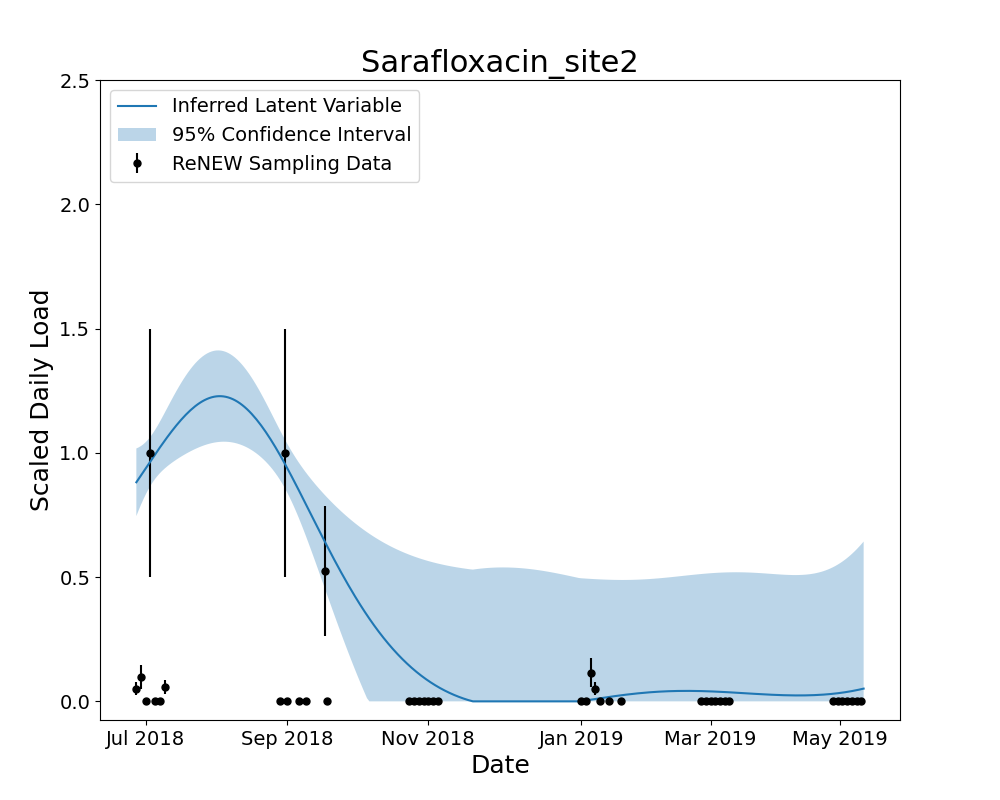 Sarafloxacin_site2
2.5
Inferred Latent Variable
95% Confidence Interval
ReNEW Sampling Data
2.0
1.5
1.0
0.5
0.0
Scaled Daily Load
Jul 2018 Sep 2018 Nov 2018 Jan 2019 Mar 2019 May 2019
Date